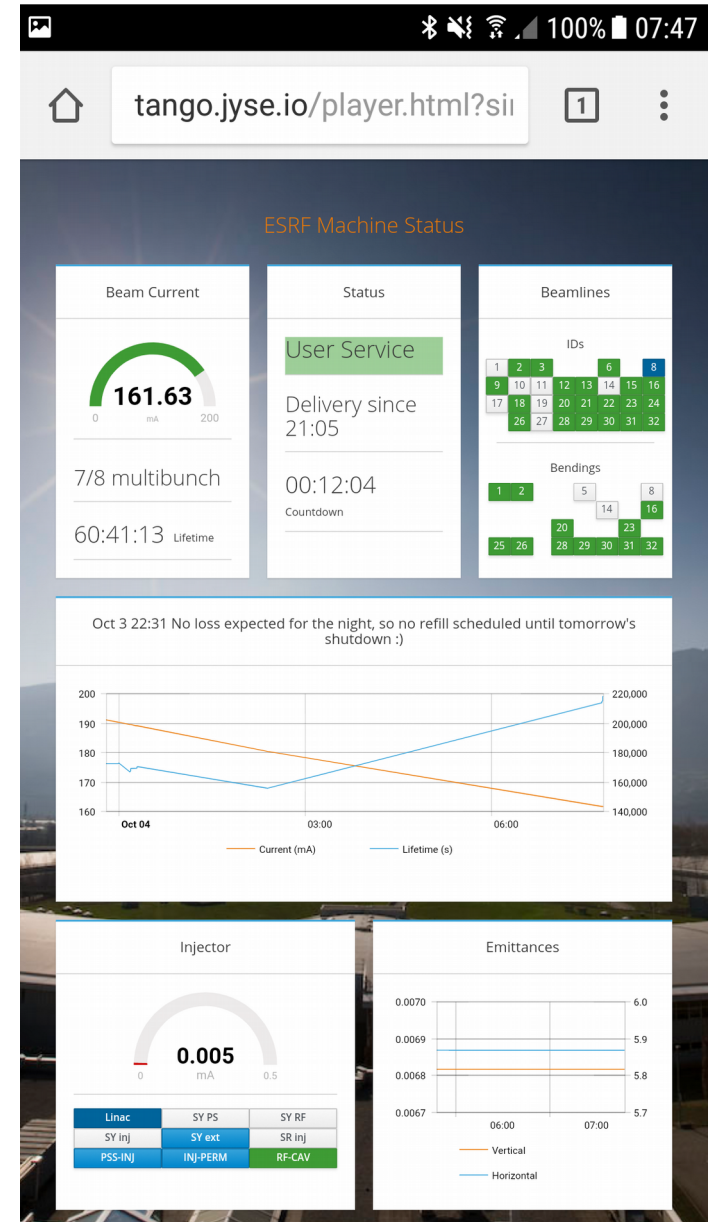 100% 07:47
tango.jyse.io/player.html?sii
1
ESRF Machine Status
Beam Current
161.63
0 mA 200
7/8 multibunch
60:41:13 Lifetime
Status
User Service
Delivery since
21:05
00:12:04
Countdown
Beamlines
IDs
1 2 3 6 8
9 10 11 12 13 14 15 16
17 18 19 20 21 22 23 24
26 27 28 29 30 31 32
Bendings
1 2 5 8
14 16
20 23
25 26 28 29 30 31 32
Oct 3 22:31 No loss expected for the night, so no refill scheduled until tomorrow's
shutdown :)
200 220,000
190 200,000
180 180,000
170 160,000
160 140,000
Oct 04 03:00 06:00
Current (mA) Lifetime (s)
Injector
0.005
0 mA 0.5
Linac SY PS SY RF
SY inj SY ext SR inj
PSS-INJ INJ-PERM RF-CAV
Emittances
0.0070 6.0
0.0069 5.9
0.0068 5.8
0.0067 5.7
06:00 07:00
Vertical
Horizontal